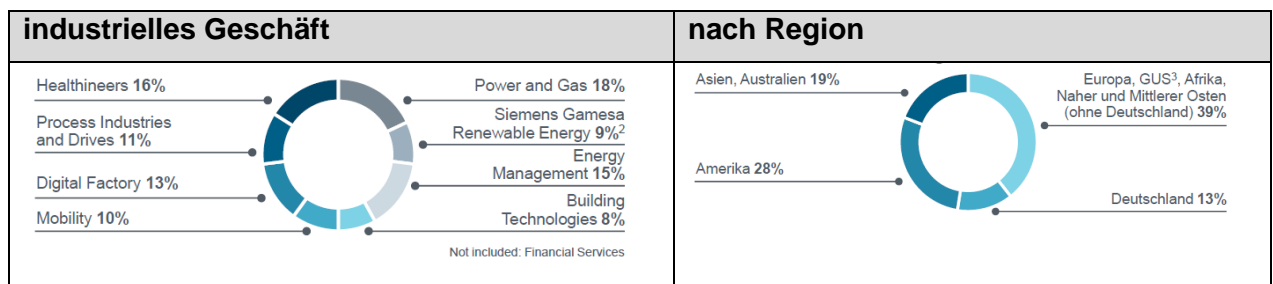 industrielles Geschäft
Healthineers 16%
Process Industries
and Drives 11%
Digital Factory 13%
Mobility 10%
Power and Gas 18%
Siemens Gamesa
Renewable Energy 9%²
Energy
Management 15%
Building
Technologies 8%
Not included: Financial Services
nach Region
Asien, Australien 19%
Amerika 28%
Europa, GUS³, Afrika,
Naher und Mittlerer Osten
(ohne Deutschland) 39%
Deutschland 13%